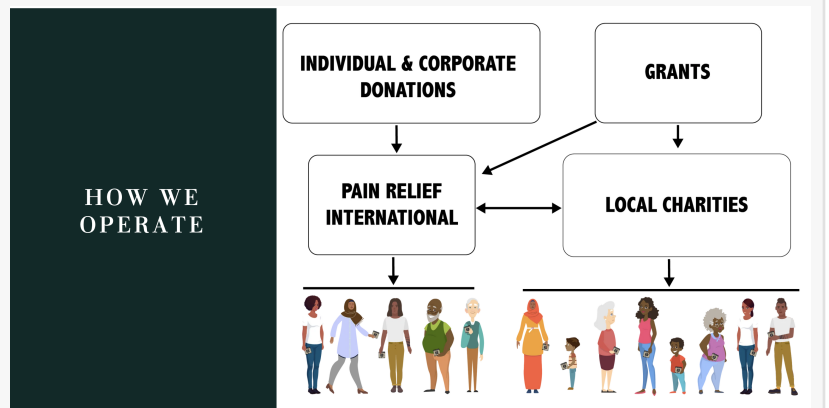 HOW WE
OPERATE
INDIVIDUAL & CORPORATE
DONATIONS
GRANTS
PAIN RELIEF
INTERNATIONAL
LOCAL CHARITIES